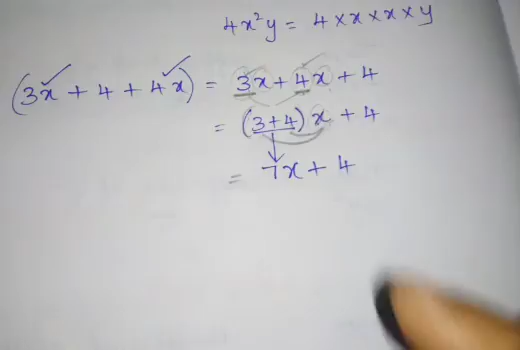 4x²y = 4 × x × x × y
(3x + 4 + 4x) = 3x + 4x + 4
= (3+4) x + 4
= 7x + 4